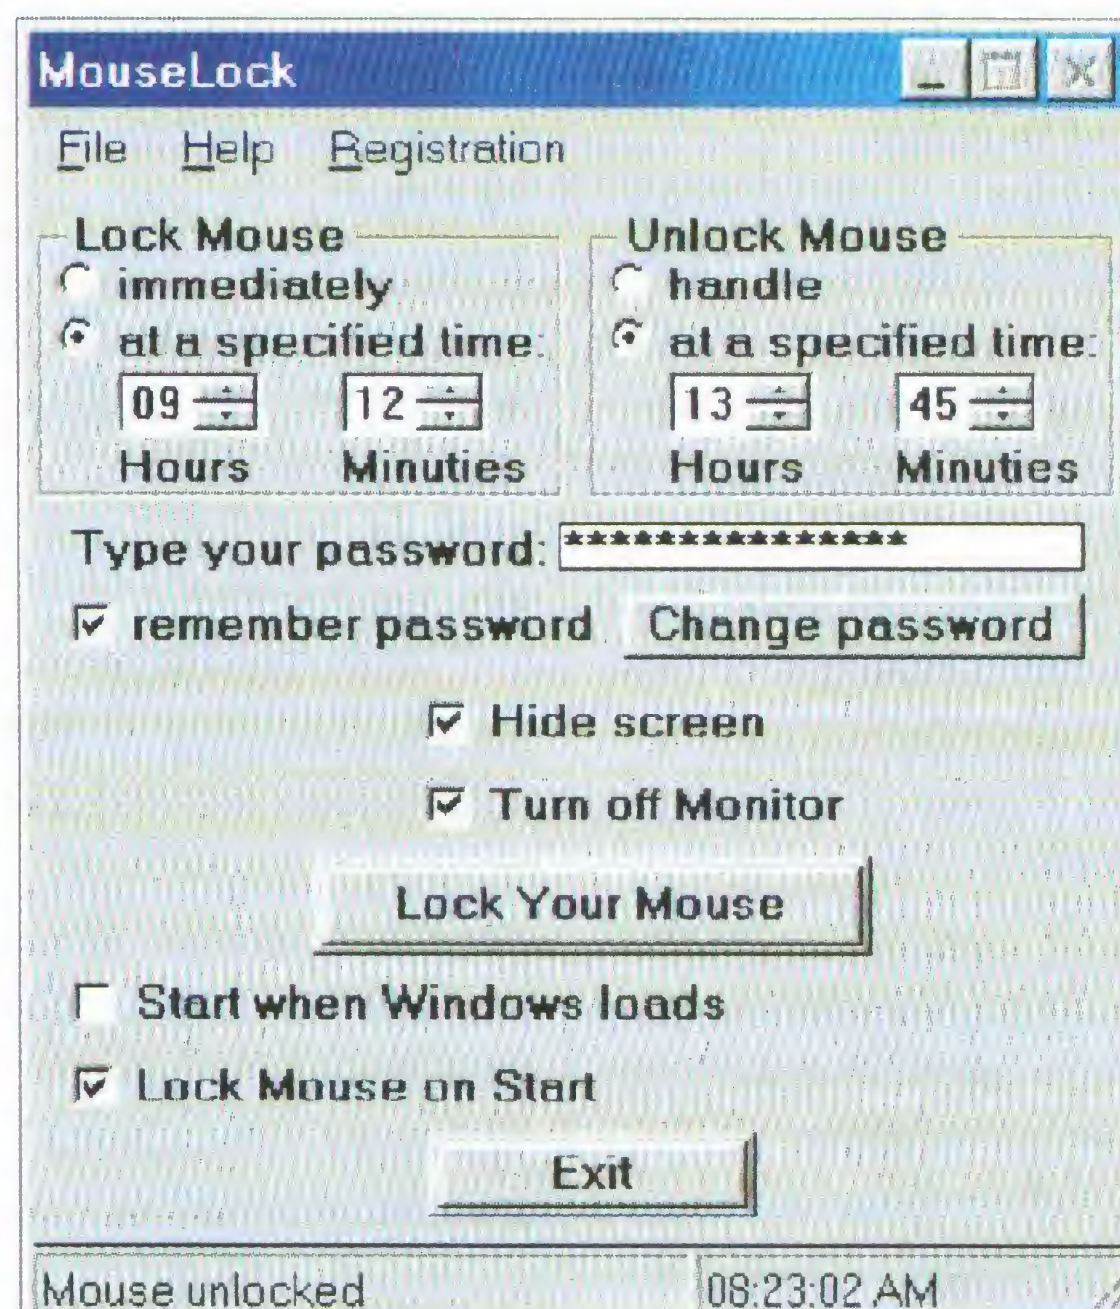 MouseLock
File Help Registration
Lock Mouse
immediately
at a specified time:
09 12
Hours Minuties
Unlock Mouse
handle
at a specified time:
13 45
Hours Minuties
Type your password: ***************
remember password Change password
Hide screen
Turn off Monitor
Lock Your Mouse
Start when Windows loads
Lock Mouse on Start
Exit
Mouse unlocked 08:23:02 AM